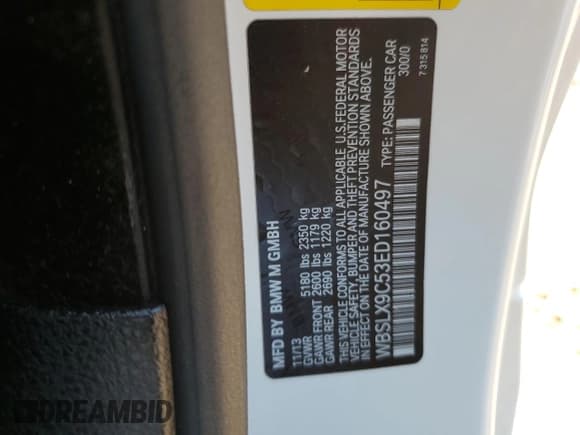 MFD BY BMW M GMBH
11/13
GVWR 5180 lbs 2350 kg
GAWR FRONT 2600 lbs 1179 kg
GAWR REAR 2690 lbs 1220 kg
THIS VEHICLE CONFORMS TO ALL APPLICABLE U.S.FEDERAL MOTOR
VEHICLE SAFETY, BUMPER AND THEFT PREVENTION STANDARDS
IN EFFECT ON THE DATE OF MANUFACTURE SHOWN ABOVE.
WBSLX9C53ED160497 TYPE: PASSENGER CAR
300/0
7 315 814
DREAMBID